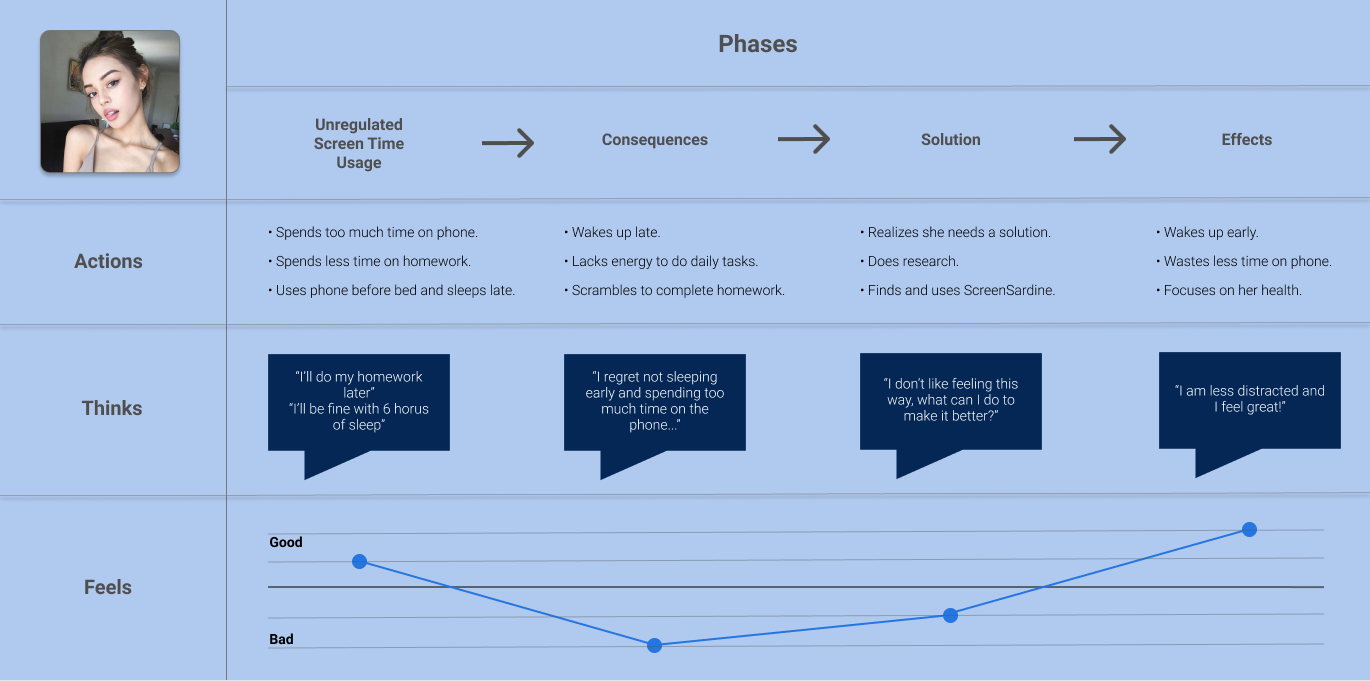 Phases
Unregulated
Screen Time
Usage
Consequences
Solution
Effects
Actions
• Spends too much time on phone.
• Spends less time on homework.
• Uses phone before bed and sleeps late.
• Wakes up late.
• Lacks energy to do daily tasks.
• Scrambles to complete homework.
• Realizes she needs a solution.
• Does research.
• Finds and uses ScreenSardine.
• Wakes up early.
• Wastes less time on phone.
• Focuses on her health.
Thinks
“I’ll do my homework
later”
“I’ll be fine with 6 horus
of sleep”
“I regret not sleeping
early and spending too
much time on the
phone...”
“I don’t like feeling this
way, what can I do to
make it better?”
“I am less distracted and
I feel great!”
Feels
Good
Bad